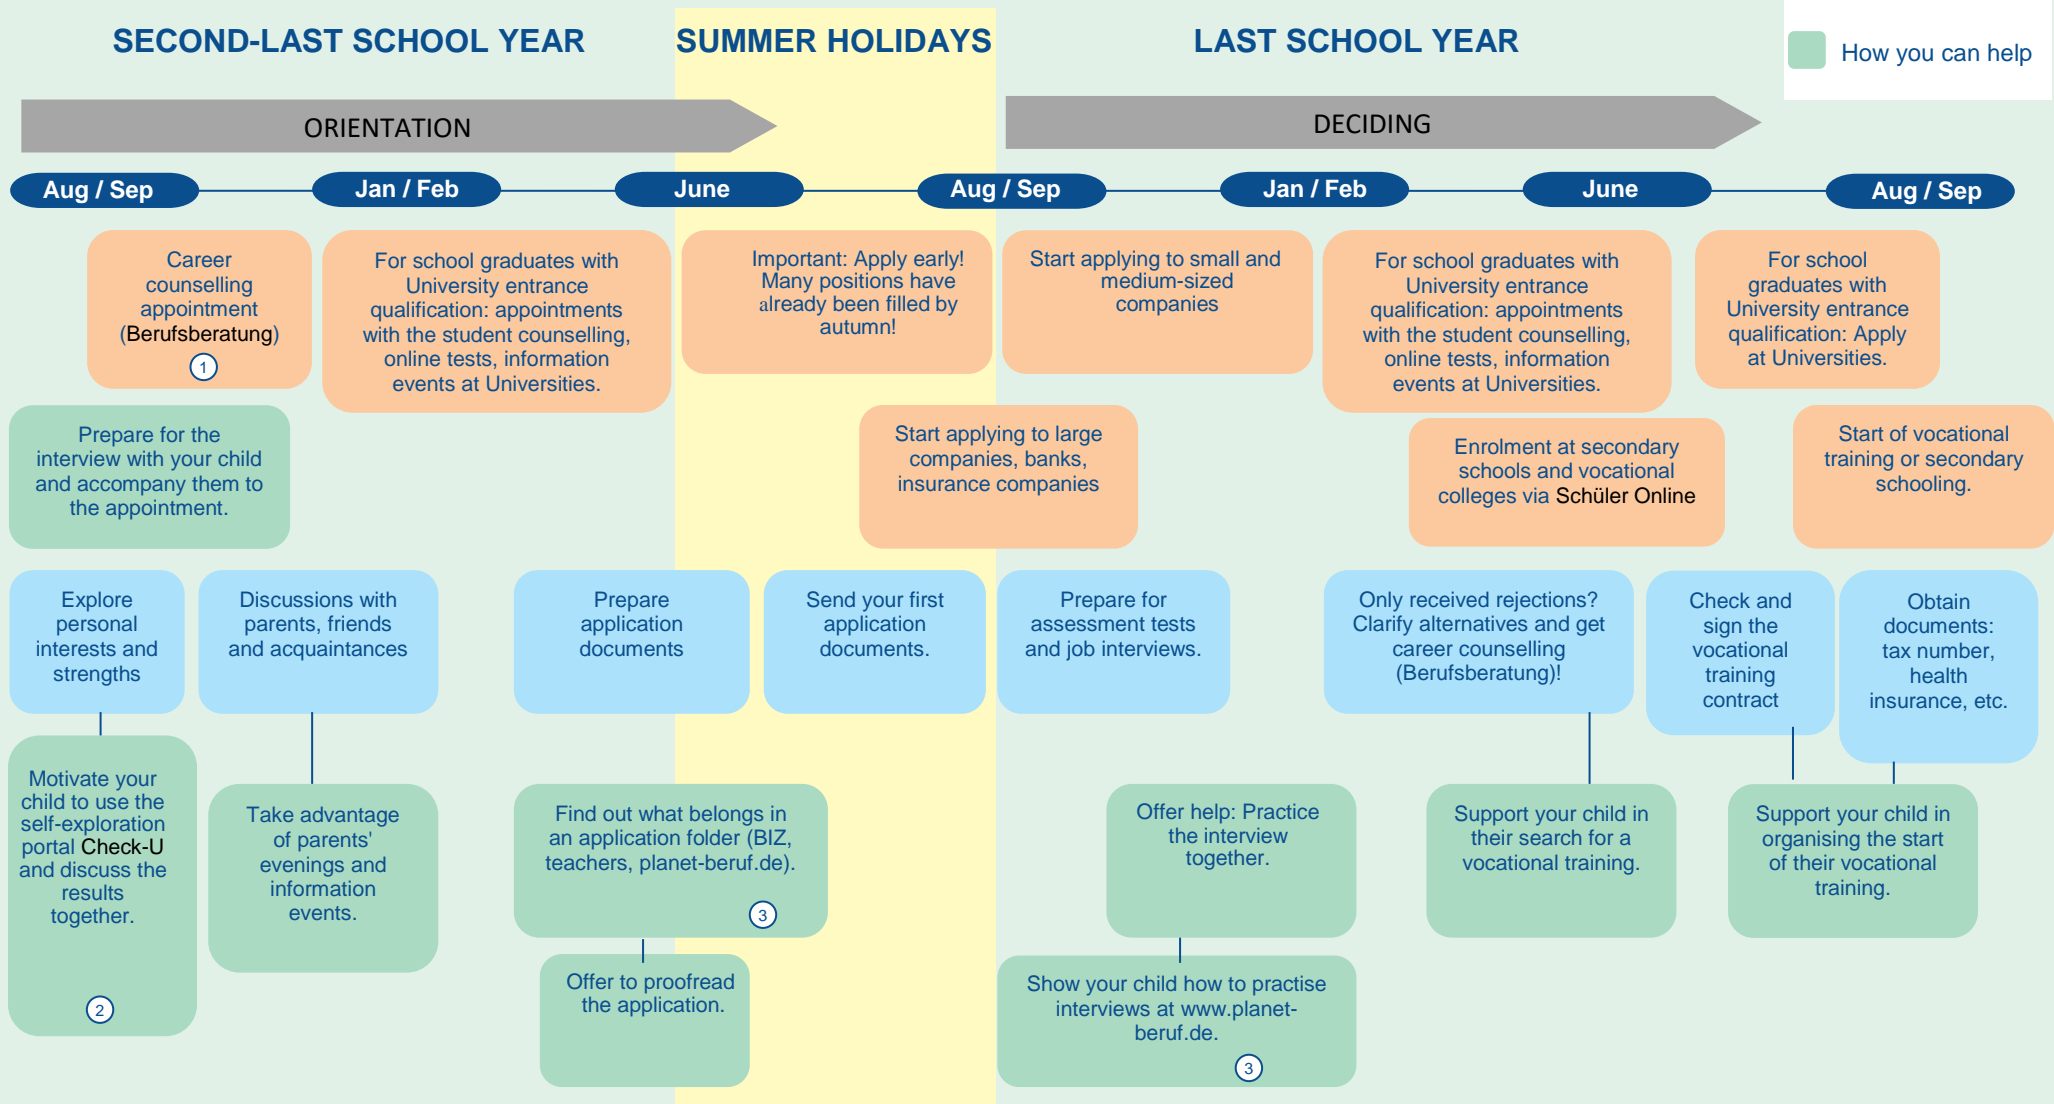 SECOND-LAST SCHOOL YEAR
SUMMER HOLIDAYS
LAST SCHOOL YEAR
How you can help
ORIENTATION
DECIDING
Aug / Sep
Jan / Feb
June
Aug / Sep
Jan / Feb
June
Aug / Sep
Career
counselling
appointment
(Berufsberatung)
1
For school graduates with
University entrance
qualification: appointments
with the student counselling,
online tests, information
events at Universities.
Important: Apply early!
Many positions have
already been filled by
autumn!
Start applying to small and
medium-sized
companies
For school graduates with
University entrance
qualification: appointments
with the student counselling,
online tests, information
events at Universities.
For school
graduates with
University entrance
qualification: Apply
at Universities.
Prepare for the
interview with your child
and accompany them to
the appointment.
Start applying to large
companies, banks,
insurance companies
Enrolment at secondary
schools and vocational
colleges via Schüler Online
Start of vocational
training or secondary
schooling.
Explore
personal
interests and
strengths
Discussions with
parents, friends
and acquaintances
Prepare
application
documents
Send your first
application
documents.
Prepare for
assessment tests
and job interviews.
Only received rejections?
Clarify alternatives and get
career counselling
(Berufsberatung)!
Check and
sign the
vocational
training
contract
Obtain
documents:
tax number,
health
insurance, etc.
Motivate your
child to use the
self-exploration
portal Check-U
and discuss the
results
together.
2
Take advantage
of parents'
evenings and
information
events.
Find out what belongs in
an application folder (BIZ,
teachers, planet-beruf.de).
3
Offer help: Practice
the interview
together.
Support your child in
their search for a
vocational training.
Support your child in
organising the start
of their vocational
training.
Offer to proofread
the application.
Show your child how to practise
interviews at www.planet-
beruf.de.
3